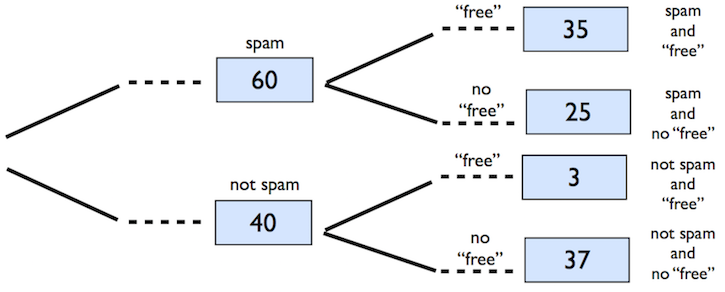 spam
60
“free”
35
spam
and
“free”
no
“free”
25
spam
and
no “free”
not spam
40
“free”
3
not spam
and
“free”
no
“free”
37
not spam
and
no “free”